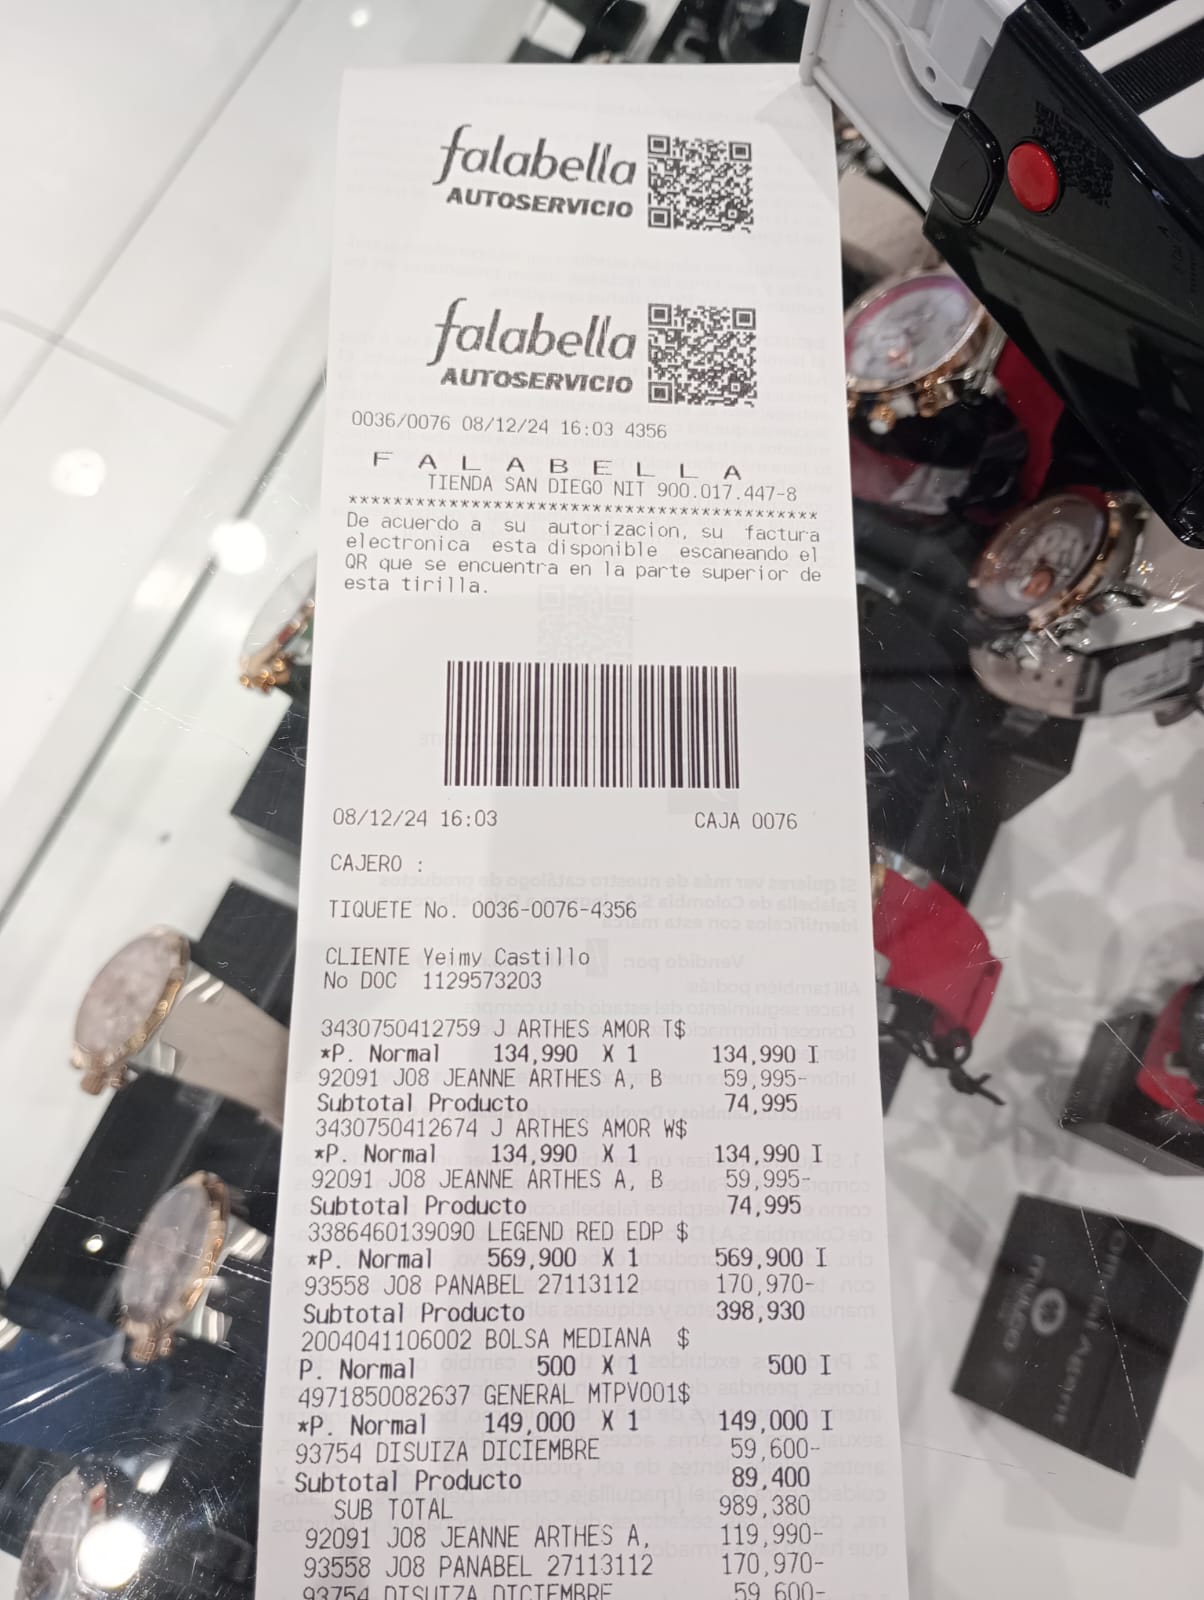 falabella
AUTOSERVICIO
falabella
AUTOSERVICIO
0036/0076 08/12/24 16:03 4356
F A L A B E L L A
TIENDA SAN DIEGO NIT 900.017.447-8
******************************************
De acuerdo a su autorizacion, su factura
electronica esta disponible escaneando el
QR que se encuentra en la parte superior de
esta tirilla.
08/12/24 16:03 CAJA 0076
CAJERO :
TIQUETE No. 0036-0076-4356
CLIENTE Yeimy Castillo
No DOC 1129573203
3430750412759 J ARTHES AMOR T$
*P. Normal 134,990 X 1 134,990 I
92091 J08 JEANNE ARTHES A, B 59,995-
Subtotal Producto 74,995
3430750412674 J ARTHES AMOR W$
*P. Normal 134,990 X 1 134,990 I
92091 J08 JEANNE ARTHES A, B 59,995-
Subtotal Producto 74,995
3386460139090 LEGEND RED EDP $
*P. Normal 569,900 X 1 569,900 I
93558 J08 PANABEL 27113112 170,970-
Subtotal Producto 398,930
2004041106002 BOLSA MEDIANA $
P. Normal 500 X 1 500 I
4971850082637 GENERAL MTPV001$
*P. Normal 149,000 X 1 149,000 I
93754 DISUIZA DICIEMBRE 59,600-
Subtotal Producto 89,400
SUB TOTAL 989,380
92091 J08 JEANNE ARTHES A, 119,990-
93558 J08 PANABEL 27113112 170,970-
93754 DISUIZA DICIEMBRE 59,600-